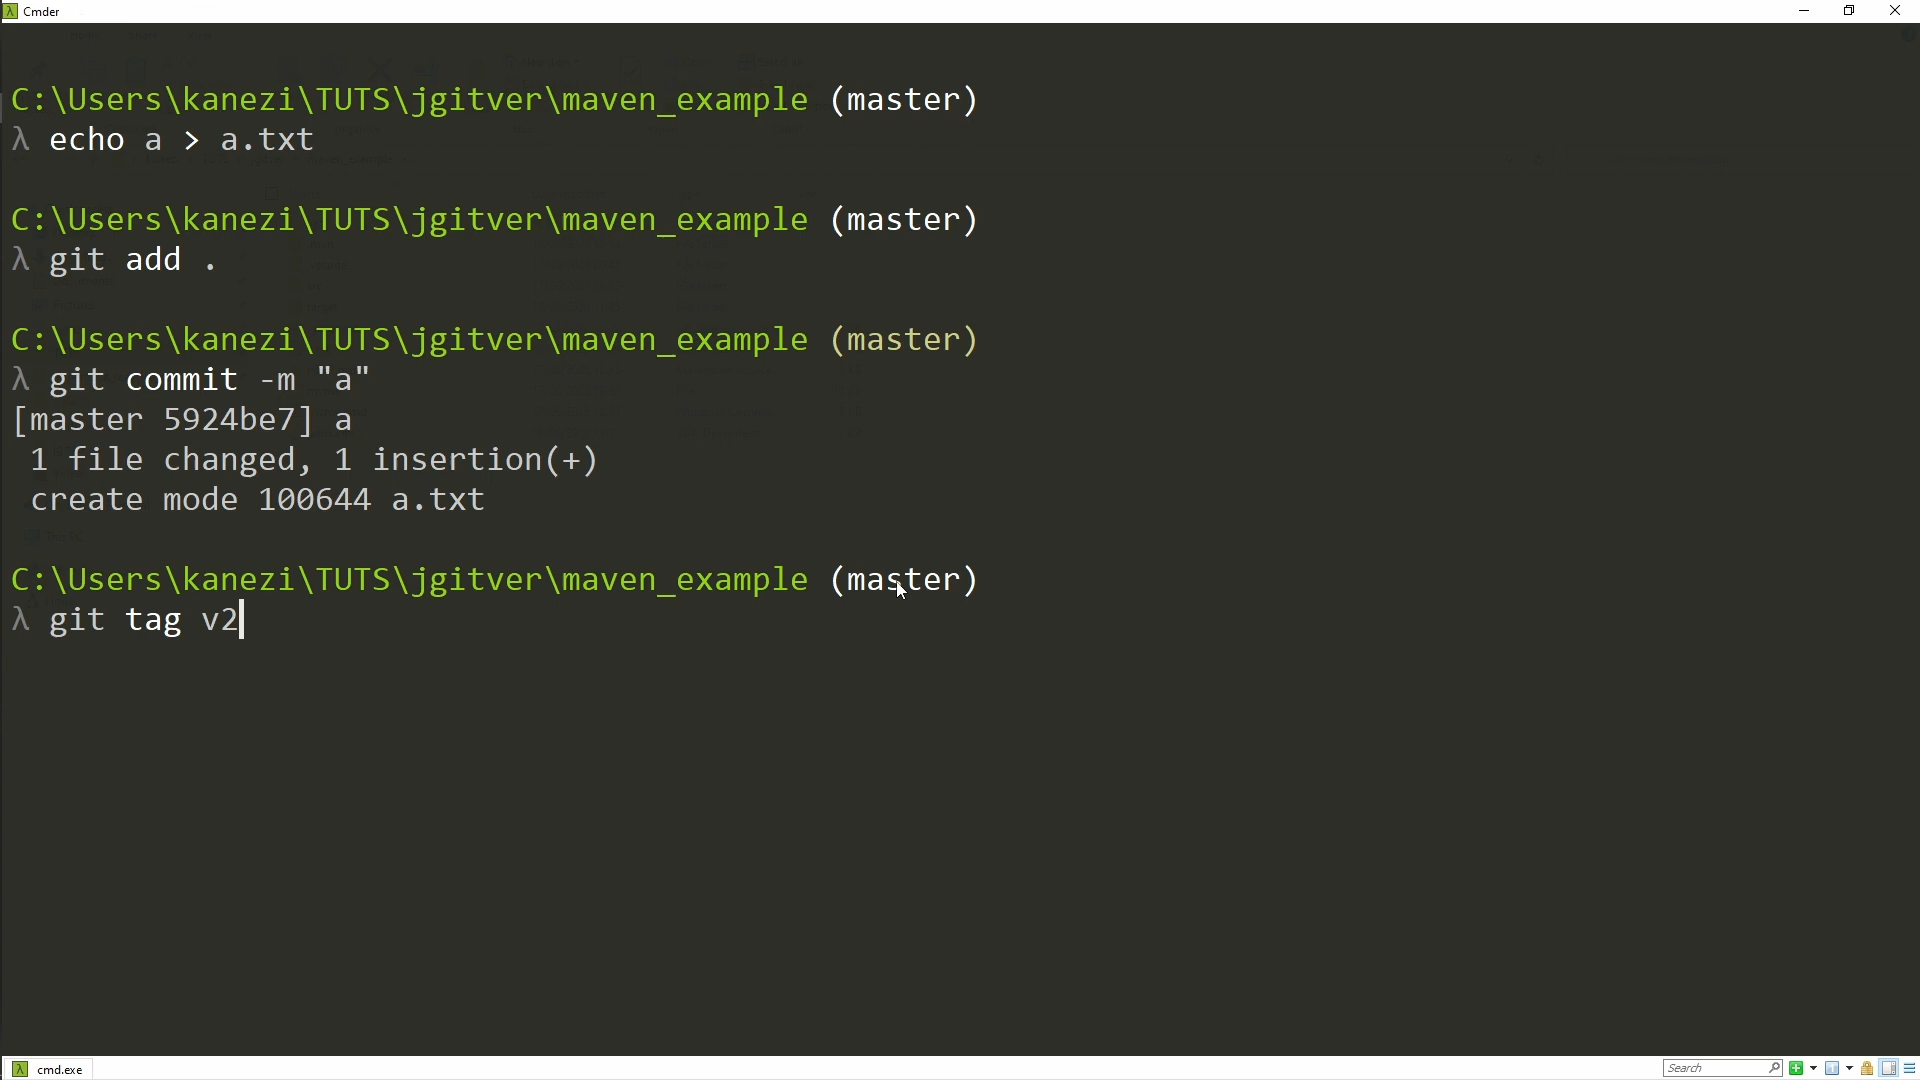 Cmder
C:\Users\kanezi\TUTS\jgitver\maven_example (master)
λ echo a > a.txt
C:\Users\kanezi\TUTS\jgitver\maven_example (master)
λ git add .
C:\Users\kanezi\TUTS\jgitver\maven_example (master)
λ git commit -m "a"
[master 5924be7] a
1 file changed, 1 insertion(+)
create mode 100644 a.txt
C:\Users\kanezi\TUTS\jgitver\maven_example (master)
λ git tag v2
cmd.exe
Search